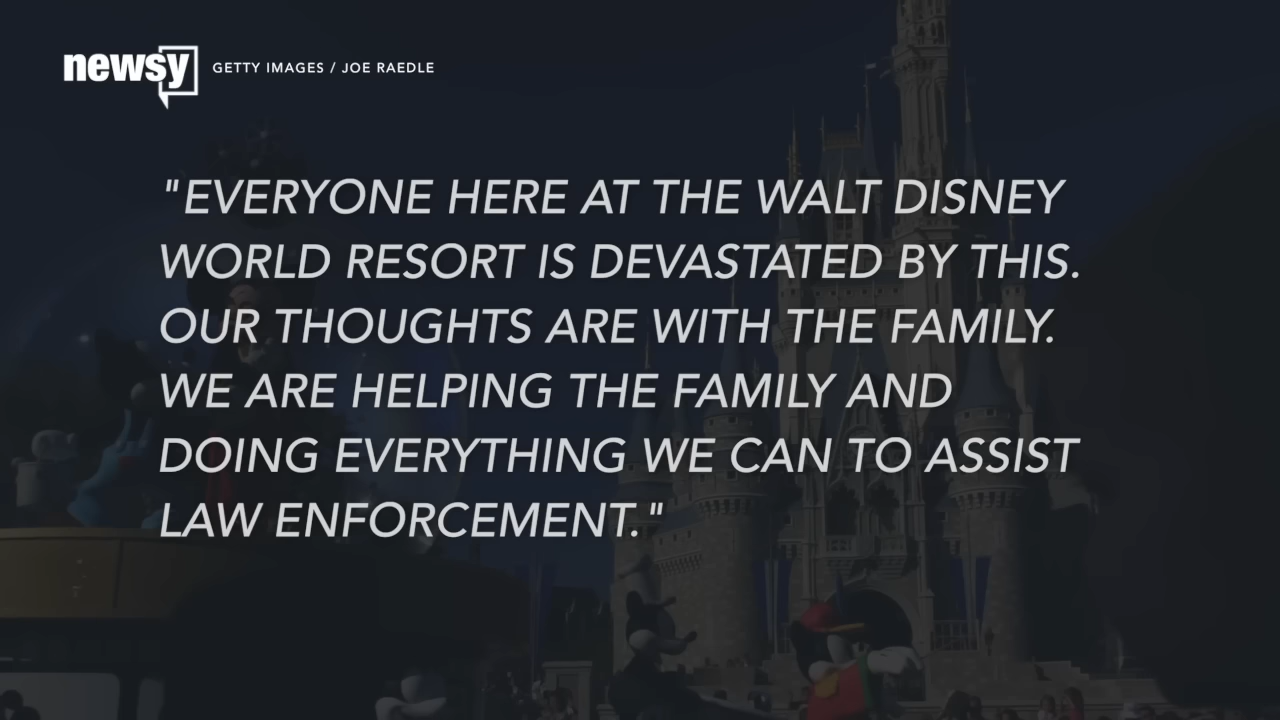 newsy GETTY IMAGES / JOE RAEDLE
"EVERYONE HERE AT THE WALT DISNEY
WORLD RESORT IS DEVASTATED BY THIS.
OUR THOUGHTS ARE WITH THE FAMILY.
WE ARE HELPING THE FAMILY AND
DOING EVERYTHING WE CAN TO ASSIST
LAW ENFORCEMENT."